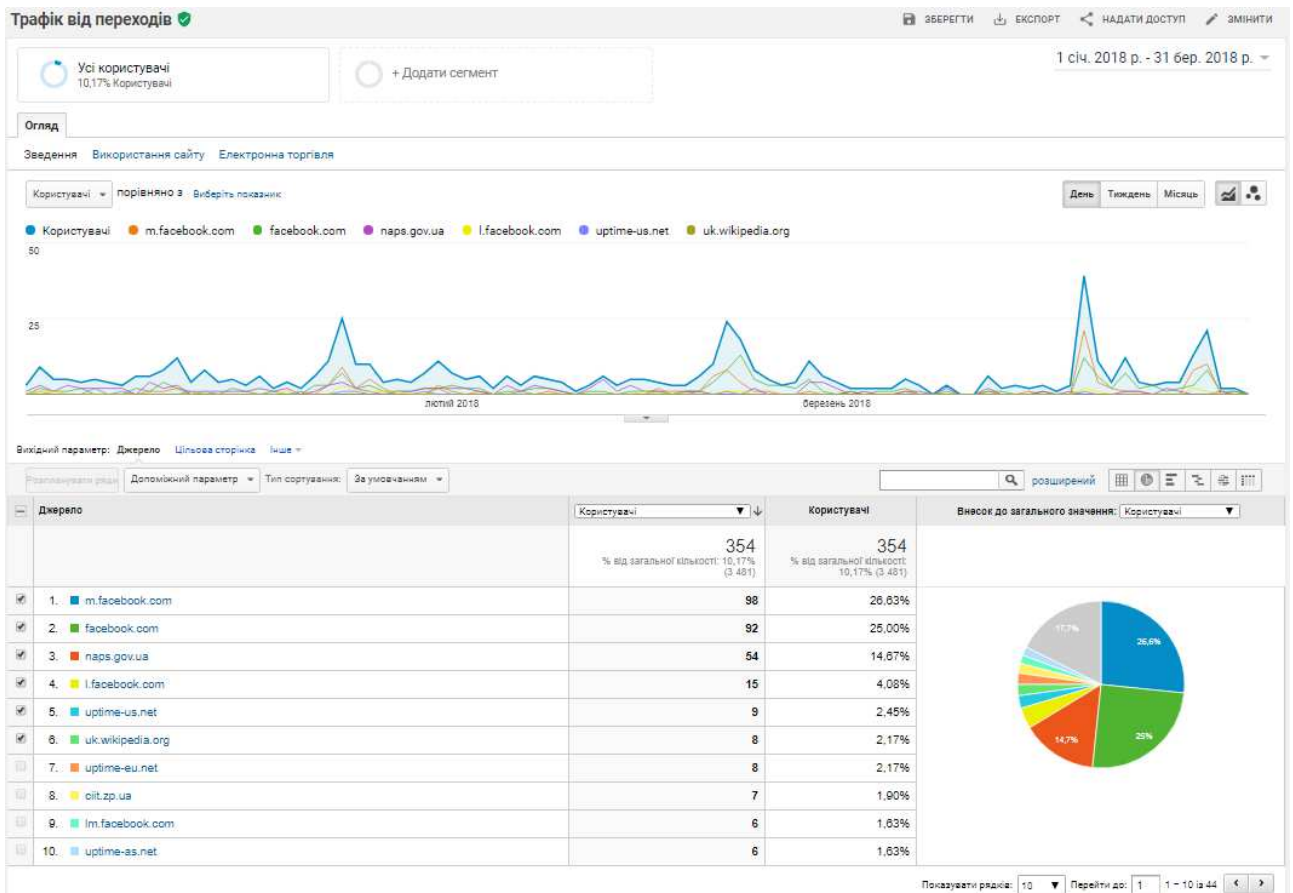 Трафік від переходів
ЗБЕРЕГТИ ЕКСПОРТ НАДАТИ ДОСТУП ЗМІНИТИ
Усі користувачі
10,17% Користувачі
+ Додати сегмент
1 січ. 2018 р. - 31 бер. 2018 р.
Огляд
Зведення Використання сайту Електронна торгівля
Користувачі порівняно з Виберіть показник
День Тиждень Місяць
Користувачі m.facebook.com facebook.com naps.gov.ua l.facebook.com uptime-us.net uk.wikipedia.org
50
25
лютий 2018 березень 2018
Вихідний параметр: Джерело Цільова сторінка Інше
Допоміжний параметр Тип сортування: За умовчанням розширений
Джерело Користувачі Користувачі Внесок до загального значення: Користувачі
354 354
% від загальної кількості: 10,17% (3 481)
% від загальної кількості: 10,17% (3 481)
1. m.facebook.com 98 26,63%
2. facebook.com 92 25,00%
3. naps.gov.ua 54 14,67%
4. l.facebook.com 15 4,08%
5. uptime-us.net 9 2,45%
6. uk.wikipedia.org 8 2,17%
7. uptime-eu.net 8 2,17%
8. ciit.zp.ua 7 1,90%
9. lm.facebook.com 6 1,63%
10. uptime-as.net 6 1,63%
17,7% 26,6%
14,7% 25%
Показувати рядків: 10 Перейти до: 1 1 - 10 із 44